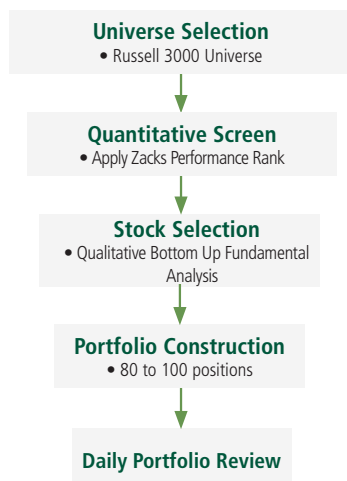 Universe Selection
• Russell 3000 Universe
Quantitative Screen
• Apply Zacks Performance Rank
Stock Selection
• Qualitative Bottom Up Fundamental
Analysis
Portfolio Construction
• 80 to 100 positions
Daily Portfolio Review